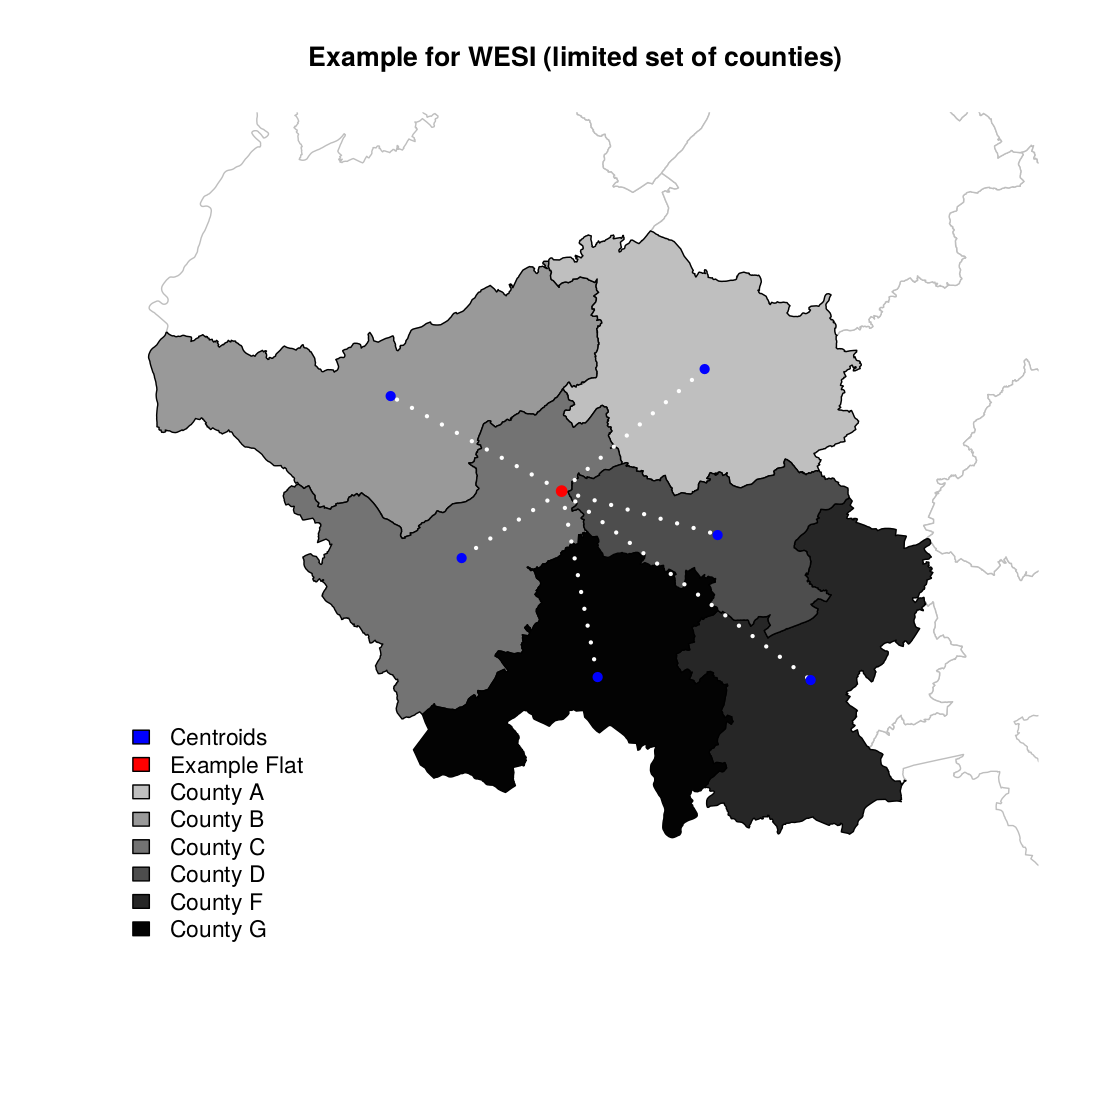 Example for WESI (limited set of counties)
Centroids
Example Flat
County A
County B
County C
County D
County F
County G